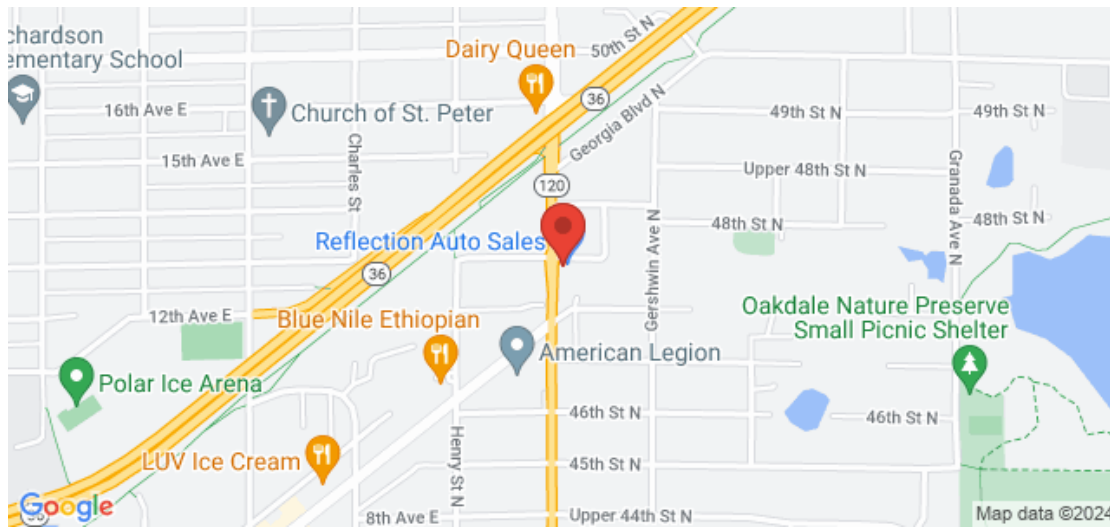 50th St N
Dairy Queen
chardson
ementary School
36
16th Ave E
Church of St. Peter
49th St N
49th St N
Georgia Blvd N
Charles St
15th Ave E
Upper 48th St N
Granada Ave N
120
48th St N
48th St N
Reflection Auto Sales
36
Gershwin Ave N
12th Ave E
Blue Nile Ethiopian
Oakdale Nature Preserve
Small Picnic Shelter
American Legion
Polar Ice Arena
46th St N
46th St N
Henry St N
LUV Ice Cream
45th St N
Google
36
8th Ave E
Upper 44th St N
Map data ©2024